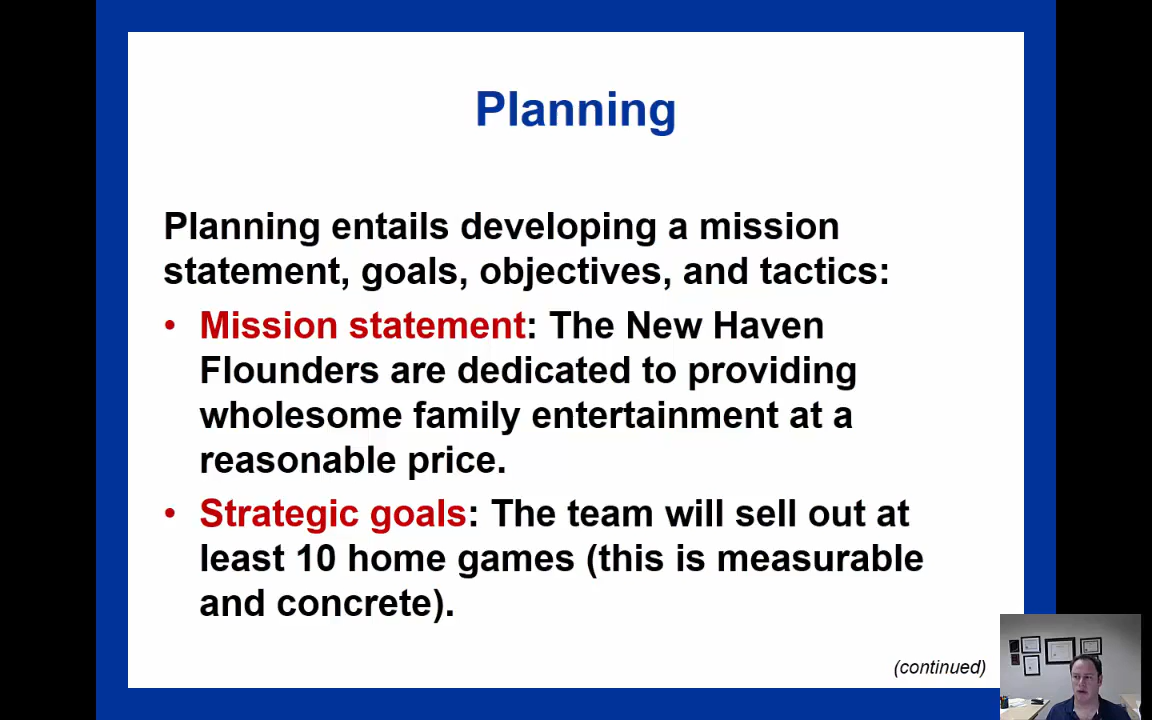 Planning
Planning entails developing a mission
statement, goals, objectives, and tactics:
• Mission statement: The New Haven
Flounders are dedicated to providing
wholesome family entertainment at a
reasonable price.
• Strategic goals: The team will sell out at
least 10 home games (this is measurable
and concrete).
(continued)